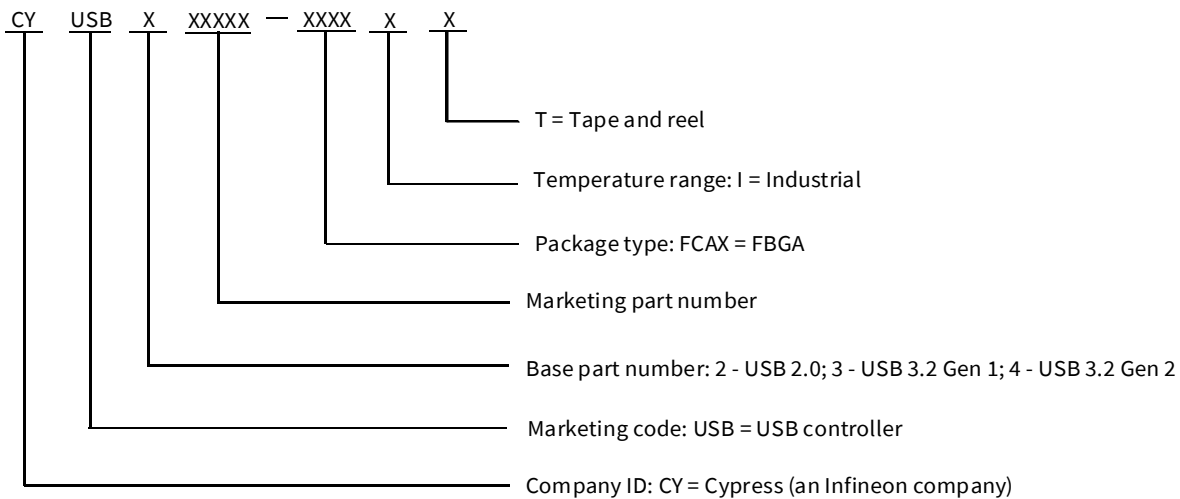 CY USB X XXXXX — XXXX X X
T = Tape and reel
Temperature range: I = Industrial
Package type: FCAX = FBGA
Marketing part number
Base part number: 2 - USB 2.0; 3 - USB 3.2 Gen 1; 4 - USB 3.2 Gen 2
Marketing code: USB = USB controller
Company ID: CY = Cypress (an Infineon company)